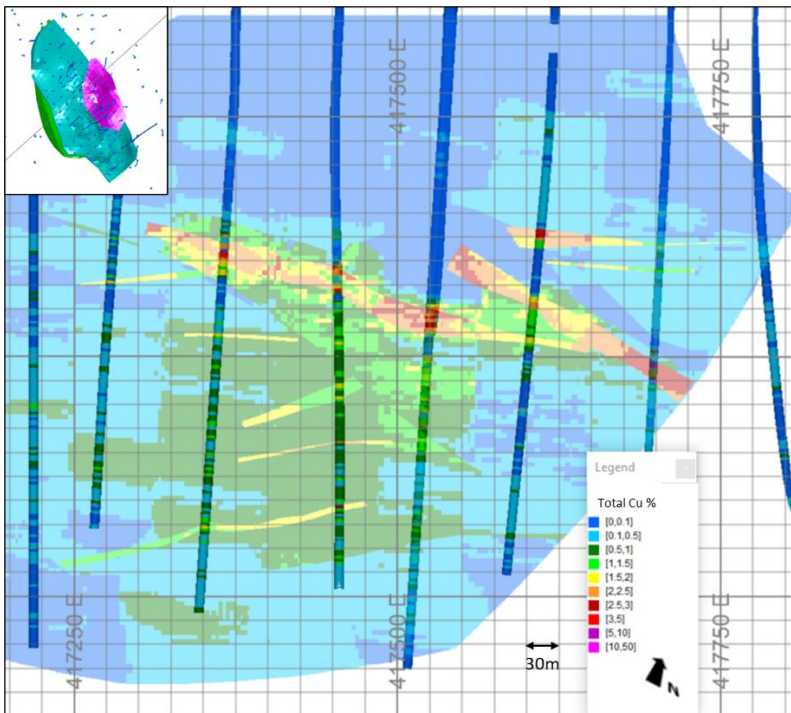 417500 E
417750 E
Legend
Total Cu %
[0,0.1]
[0.1,0.5]
[0.5,1]
[1,1.5]
[1.5,2]
[2,2.5]
[2.5,3]
[3,5]
[5,10]
[10,50]
417250 E
417500 E
417750 E
30m
N